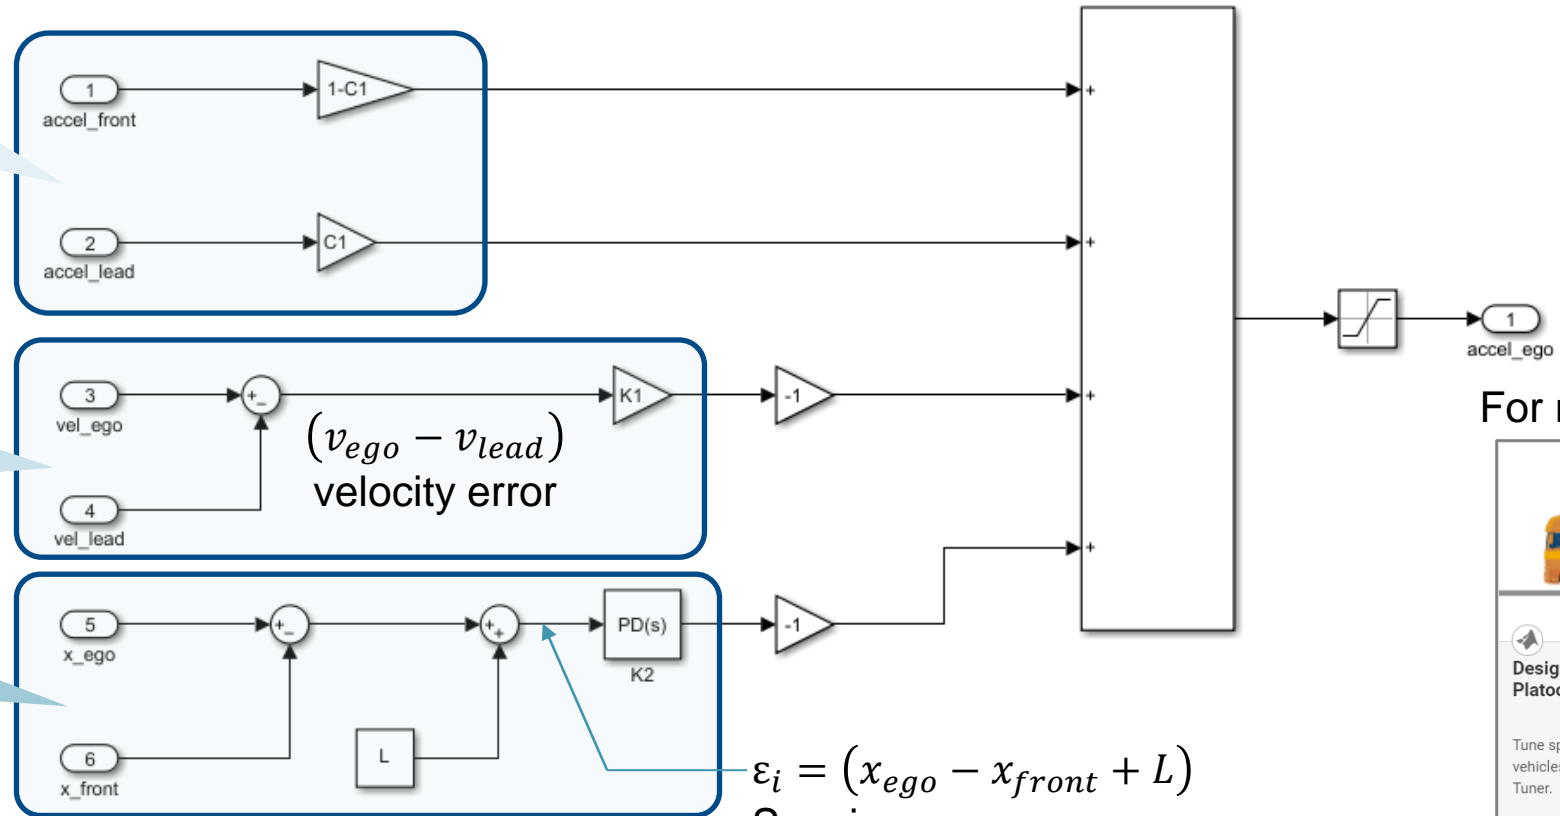 1
1-C1
+
accel_front
2
C1
+
accel_lead
1
accel_ego
3
+
-
K1
-1
+
vel_ego
(v_ego − v_lead)
velocity error
4
vel_lead
For
+
5
+
-
+
+
PD(s)
-1
x_ego
K2
L
6
x_front
ε_i = (x_ego − x_front + L)
Desig
Platoo
Tune sp
vehicles
Tuner.